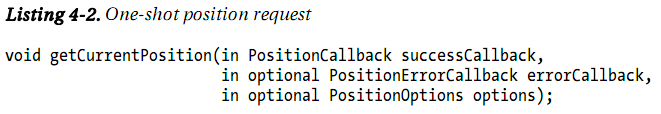 Listing 4-2. One-shot position request
void getCurrentPosition(in PositionCallback successCallback,
                        in optional PositionErrorCallback errorCallback,
                        in optional PositionOptions options);